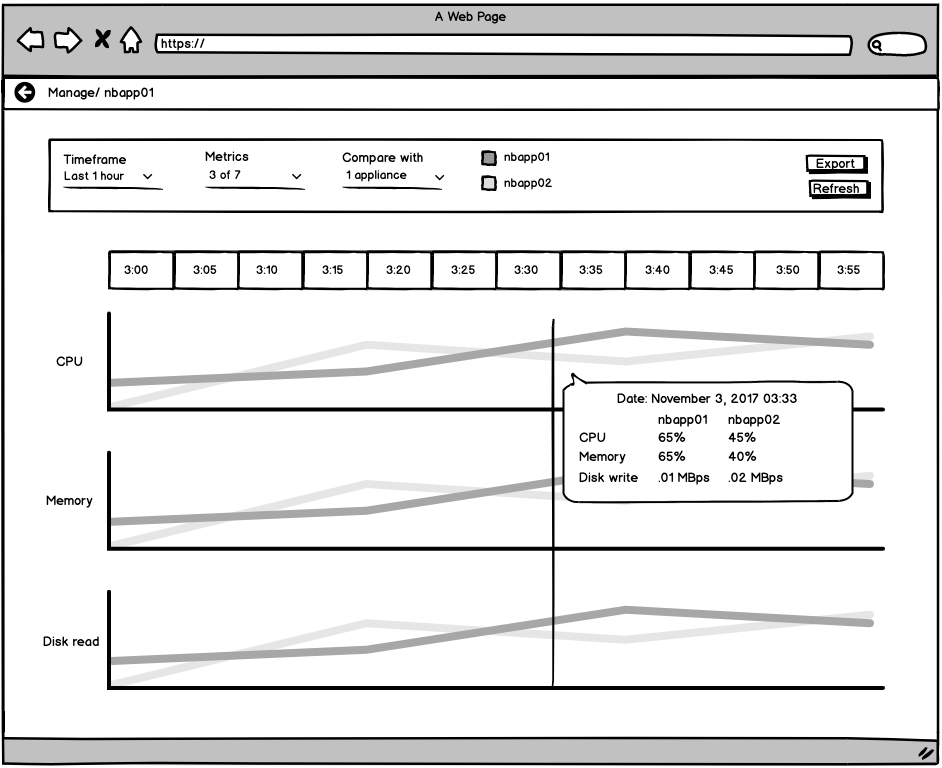 A Web Page
https://
Manage/ nbapp01
Timeframe
Last 1 hour
Metrics
3 of 7
Compare with
1 appliance
nbapp01
nbapp02
Export
Refresh
3:00 3:05 3:10 3:15 3:20 3:25 3:30 3:35 3:40 3:45 3:50 3:55
CPU
Date: November 3, 2017 03:33
nbapp01 nbapp02
CPU 65% 45%
Memory 65% 40%
Disk write .01 MBps .02 MBps
Memory
Disk read